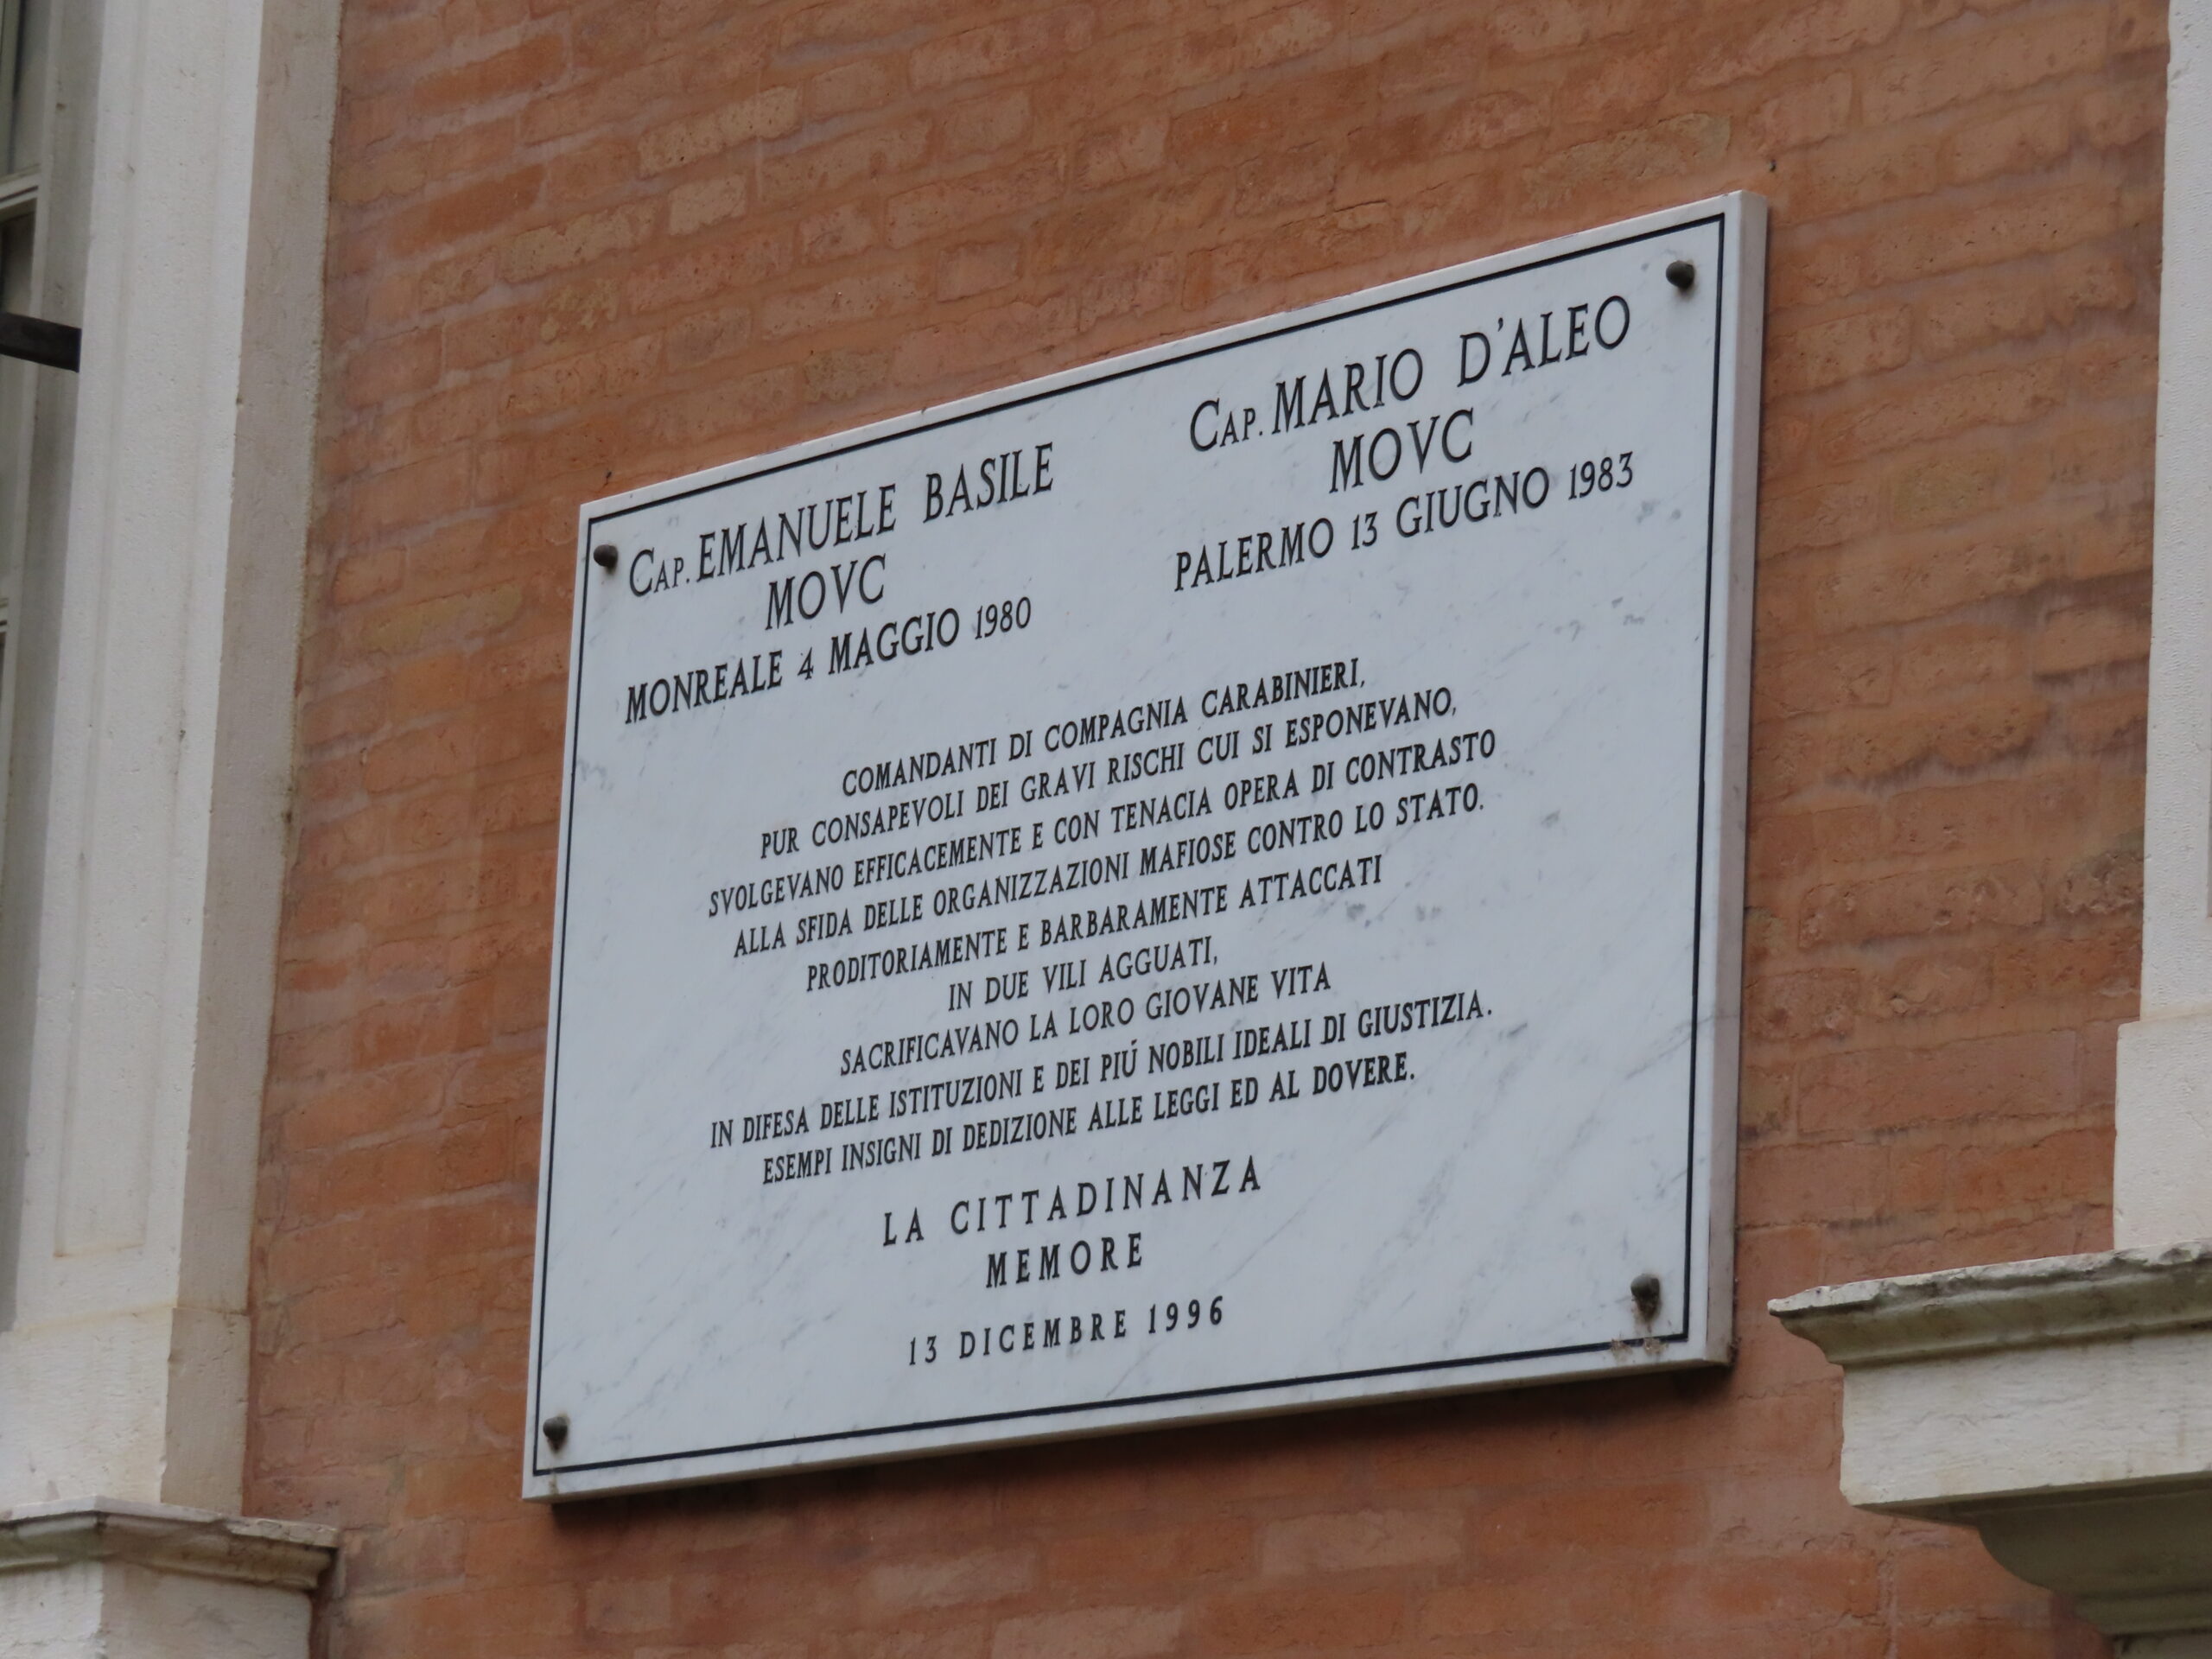 CAP. EMANUELE BASILE
MOVC
MONREALE 4 MAGGIO 1980
CAP. MARIO D'ALEO
MOVC
PALERMO 13 GIUGNO 1983
COMANDANTI DI COMPAGNIA CARABINIERI,
PUR CONSAPEVOLI DEI GRAVI RISCHI CUI SI ESPONEVANO,
SVOLGEVANO EFFICACEMENTE E CON TENACIA OPERA DI CONTRASTO
ALLA SFIDA DELLE ORGANIZZAZIONI MAFIOSE CONTRO LO STATO.
PRODITORIAMENTE E BARBARAMENTE ATTACCATI
IN DUE VILI AGGUATI,
SACRIFICAVANO LA LORO GIOVANE VITA
IN DIFESA DELLE ISTITUZIONI E DEI PIÚ NOBILI IDEALI DI GIUSTIZIA.
ESEMPI INSIGNI DI DEDIZIONE ALLE LEGGI ED AL DOVERE.
LA CITTADINANZA
MEMORE
13 DICEMBRE 1996